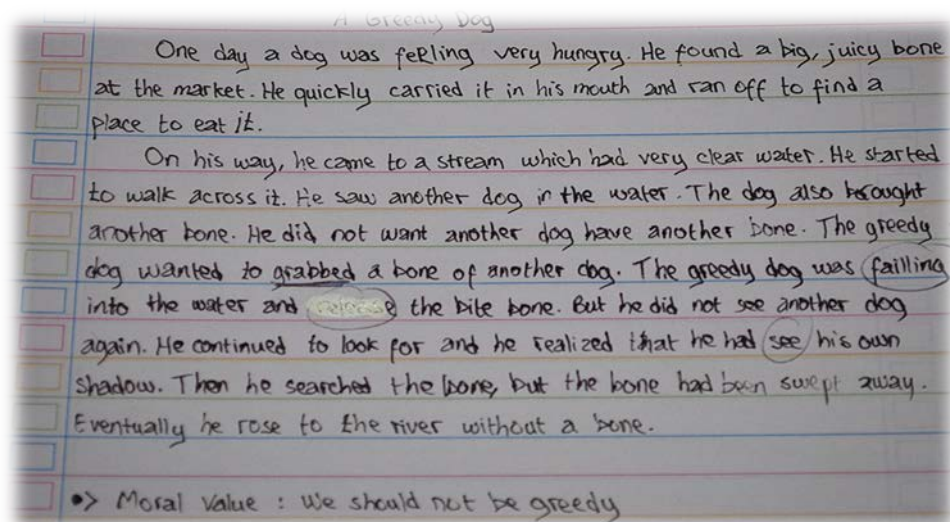 A Greedy Dog
One day a dog was feeling very hungry. He found a big, juicy bone
at the market. He quickly carried it in his mouth and ran off to find a
place to eat it.
On his way, he came to a stream which had very clear water. He started
to walk across it. He saw another dog in the water. The dog also brought
another bone. He did not want another dog have another bone. The greedy
dog wanted to grabbed a bone of another dog. The greedy dog was failling
into the water and release the bite bone. But he did not see another dog
again. He continued to look for and he realized that he had see his own
shadow. Then he searched the bone, but the bone had been swept away.
Eventually he rose to the river without a bone.
•> Moral Value : We should not be greedy